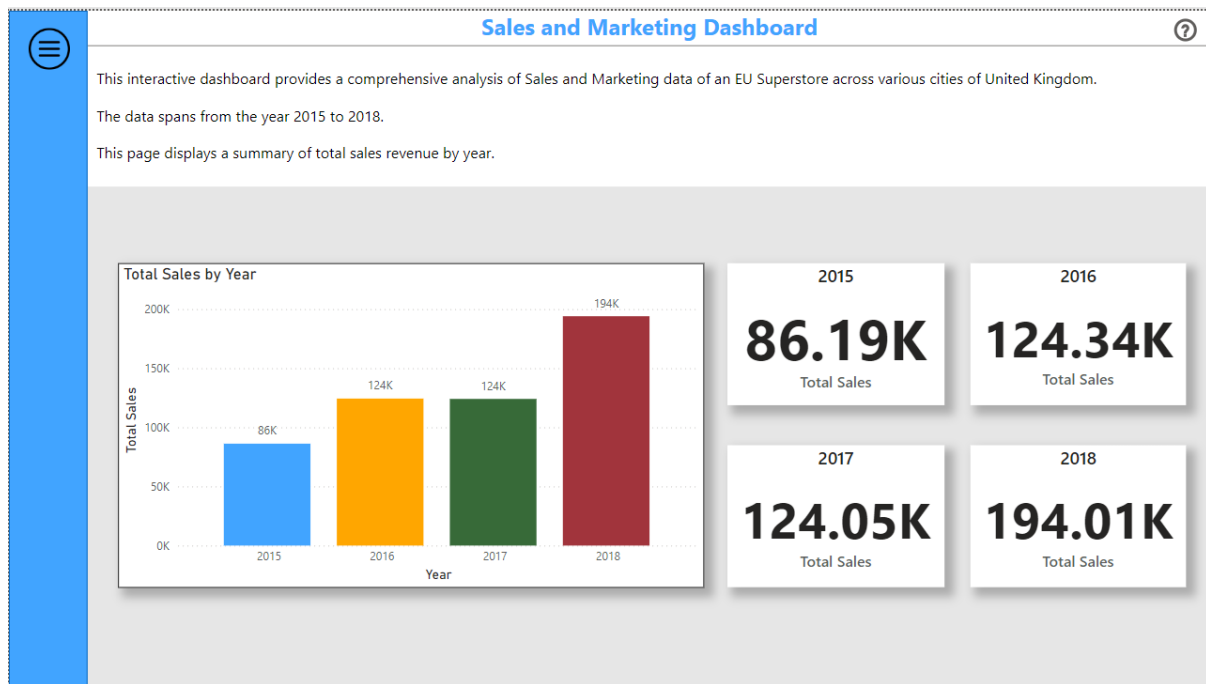 Sales and Marketing Dashboard
?
This interactive dashboard provides a comprehensive analysis of Sales and Marketing data of an EU Superstore across various cities of United Kingdom.
The data spans from the year 2015 to 2018.
This page displays a summary of total sales revenue by year.
Total Sales by Year
200K
150K
100K
50K
0K
Total Sales
86K
124K
124K
194K
2015
2016
2017
2018
Year
2015
86.19K
Total Sales
2016
124.34K
Total Sales
2017
124.05K
Total Sales
2018
194.01K
Total Sales